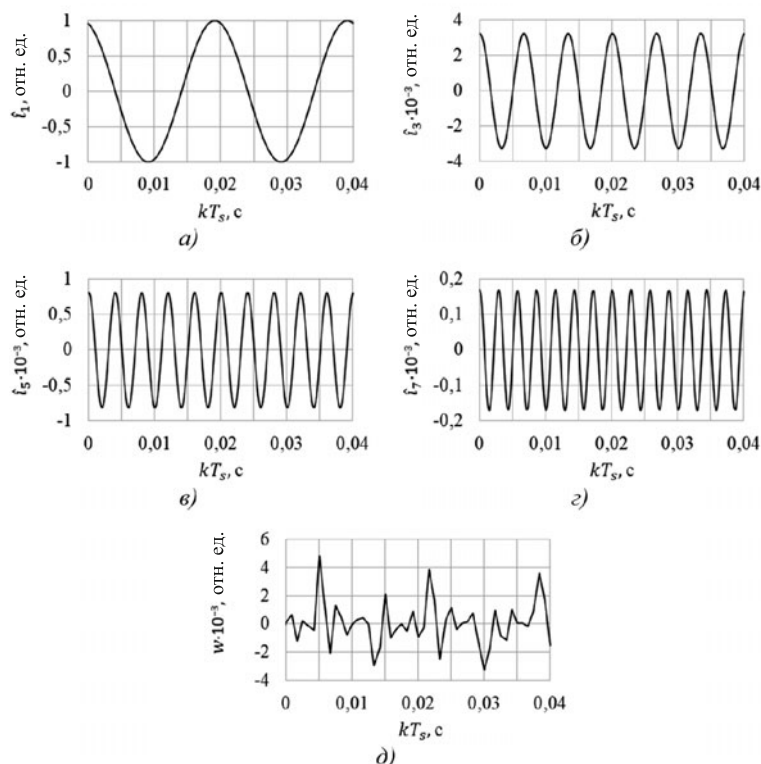 1
0,5
0
-0,5
-1
î₁, отн. ед.
0 0,01 0,02 0,03 0,04
kTₛ, с
а)
4
2
0
-2
-4
î₃·10⁻³, отн. ед.
0 0,01 0,02 0,03 0,04
kTₛ, с
б)
1
0,5
0
-0,5
-1
î₅·10⁻³, отн. ед.
0 0,01 0,02 0,03 0,04
kTₛ, с
в)
0,2
0,1
0
-0,1
-0,2
î₇·10⁻³, отн. ед.
0 0,01 0,02 0,03 0,04
kTₛ, с
г)
6
4
2
0
-2
-4
w·10⁻³, отн. ед.
0 0,01 0,02 0,03 0,04
kTₛ, с
д)